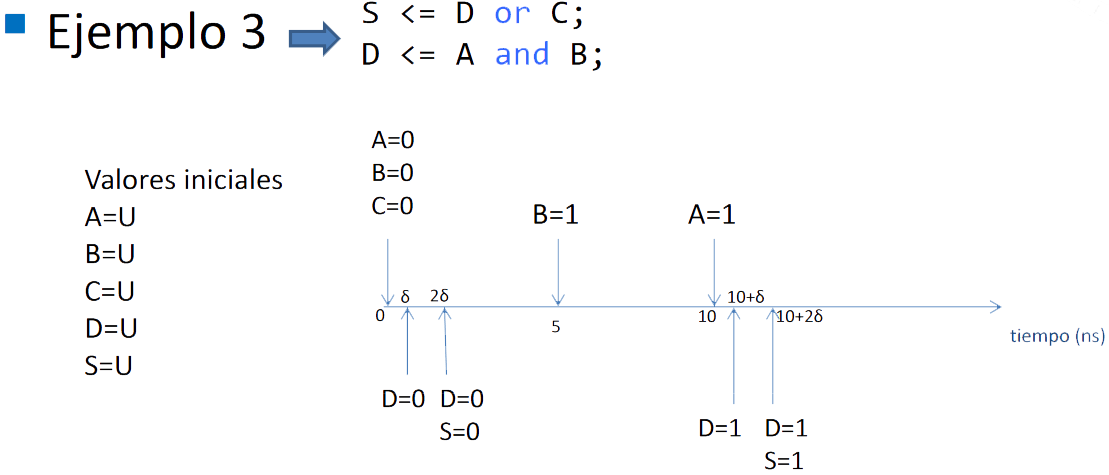 Ejemplo 3
S <= D or C;
D <= A and B;
Valores iniciales
A=U
B=U
C=U
D=U
S=U
A=0
B=0
C=0
B=1
A=1
δ
2δ
10+δ
0
5
10
10+2δ
tiempo (ns)
D=0
D=0
S=0
D=1
D=1
S=1